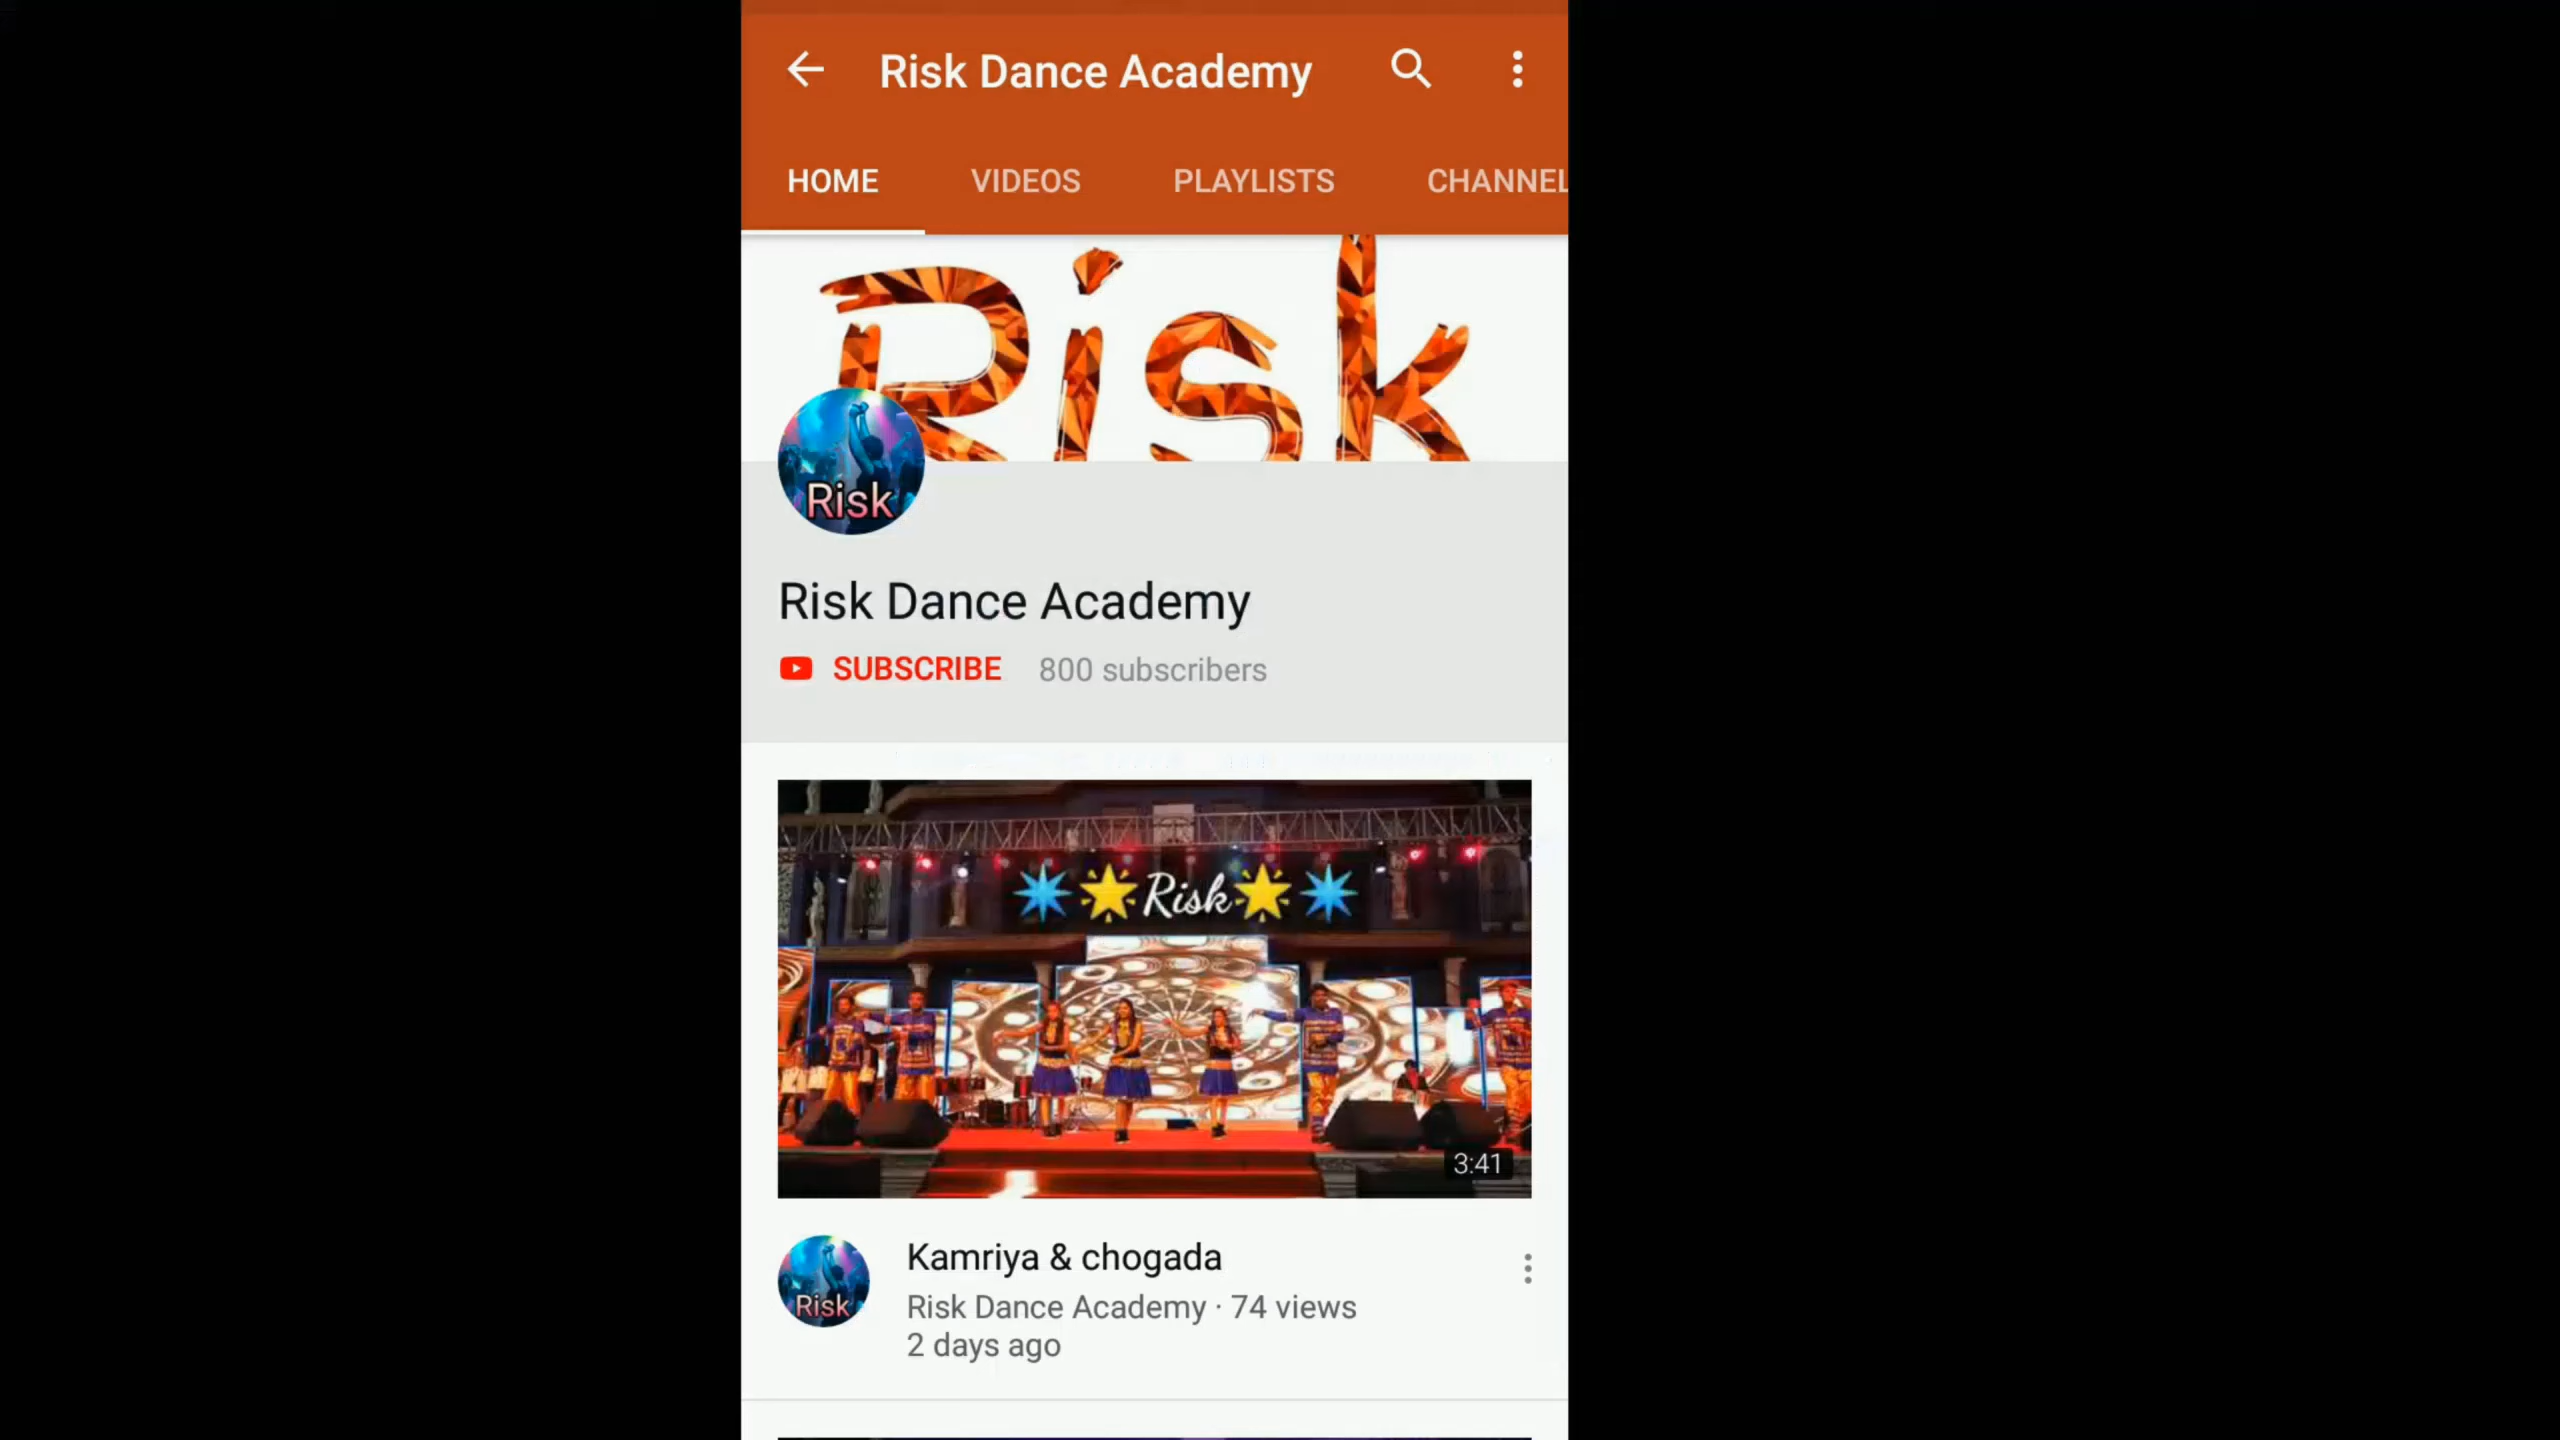 Risk Dance Academy
HOME VIDEOS PLAYLISTS CHANNEL
Risk
Risk
Risk Dance Academy
SUBSCRIBE 800 subscribers
Risk
3:41
Kamriya & chogada
Risk
Risk Dance Academy · 74 views
2 days ago